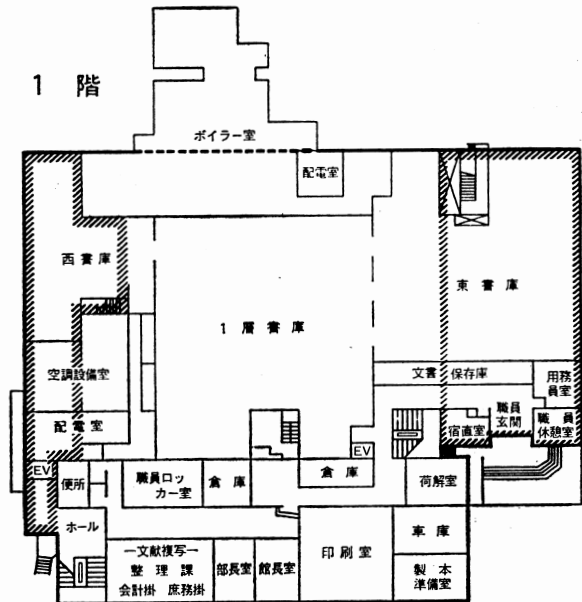 1 階
ボイラー室
配電室
西書庫
東書庫
1層書庫
空調設備室
文書保存庫
用務
員室
配電室
宿直室
職員
玄関
職員
休憩室
EV
EV
便所
職員ロッ
カー室
倉庫
倉庫
荷解室
ホール
車庫
―文献複写―
整理課
会計掛 庶務掛
部長室
館長室
印刷室
製本
準備室